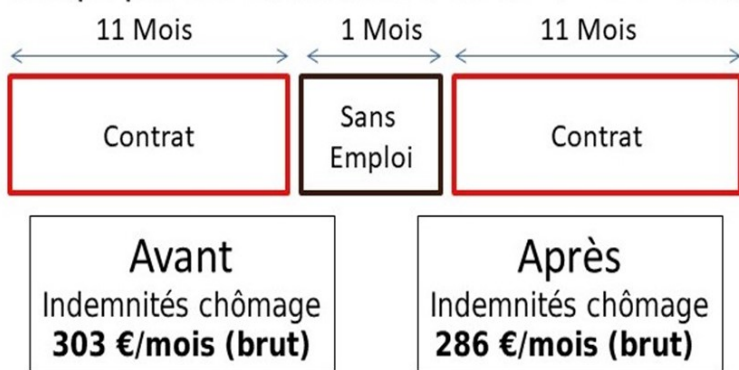 11 Mois
1 Mois
11 Mois
Contrat
Sans
Emploi
Contrat
Avant
Indemnités chômage
303 €/mois (brut)
Après
Indemnités chômage
286 €/mois (brut)